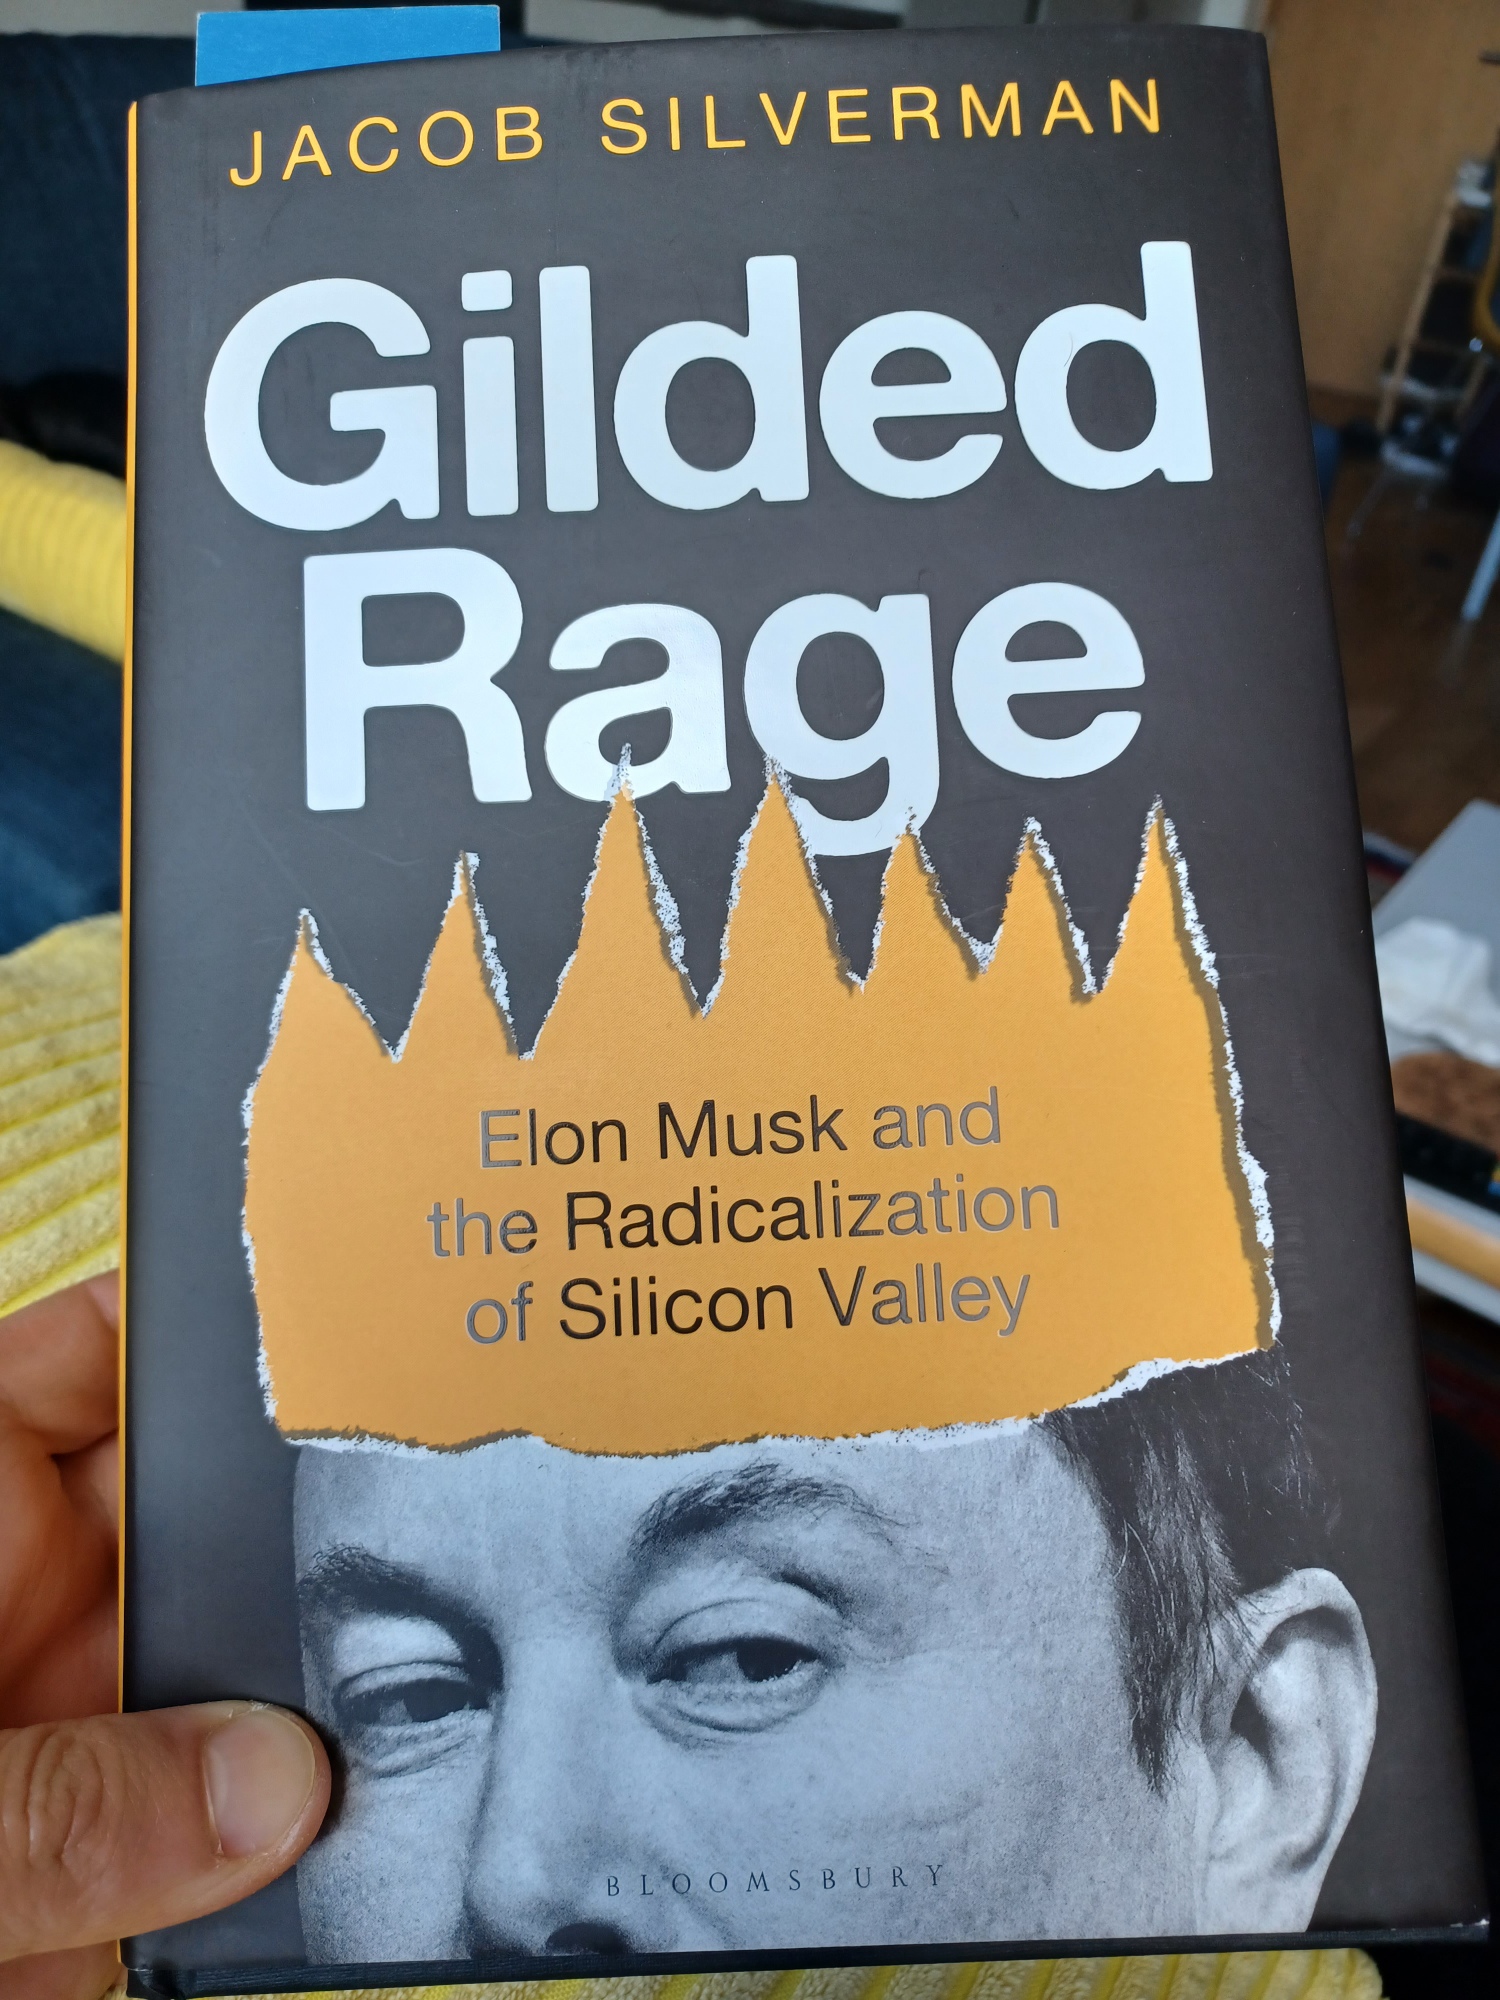 JACOB SILVERMAN
Gilded
Rage
Elon Musk and
the Radicalization
of Silicon Valley
BLOOMSBURY